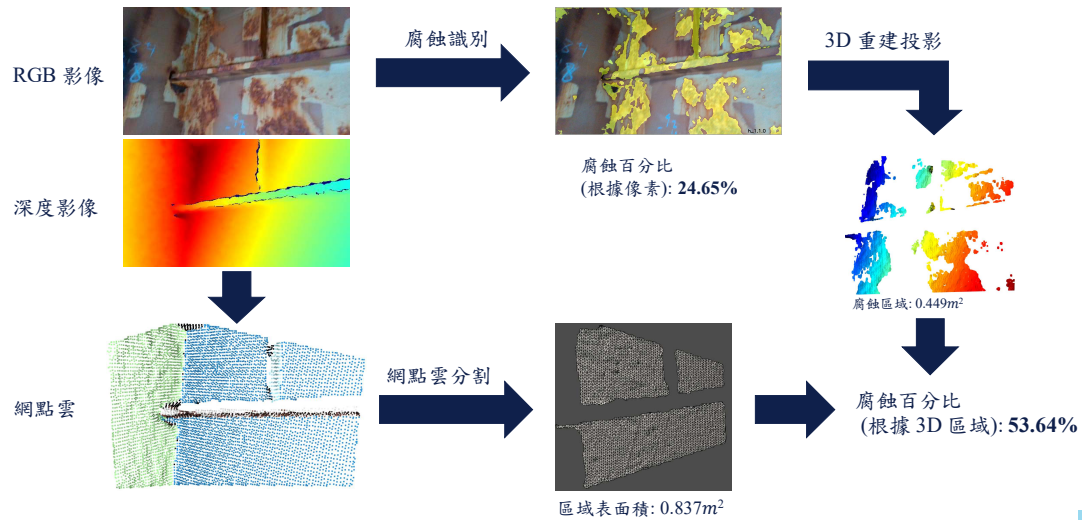 RGB 影像
腐蝕識別
3D 重建投影
腐蝕百分比
(根據像素): 24.65%
深度影像
腐蝕區域: 0.449m²
網點雲
網點雲分割
區域表面積: 0.837m²
腐蝕百分比
(根據 3D 區域): 53.64%